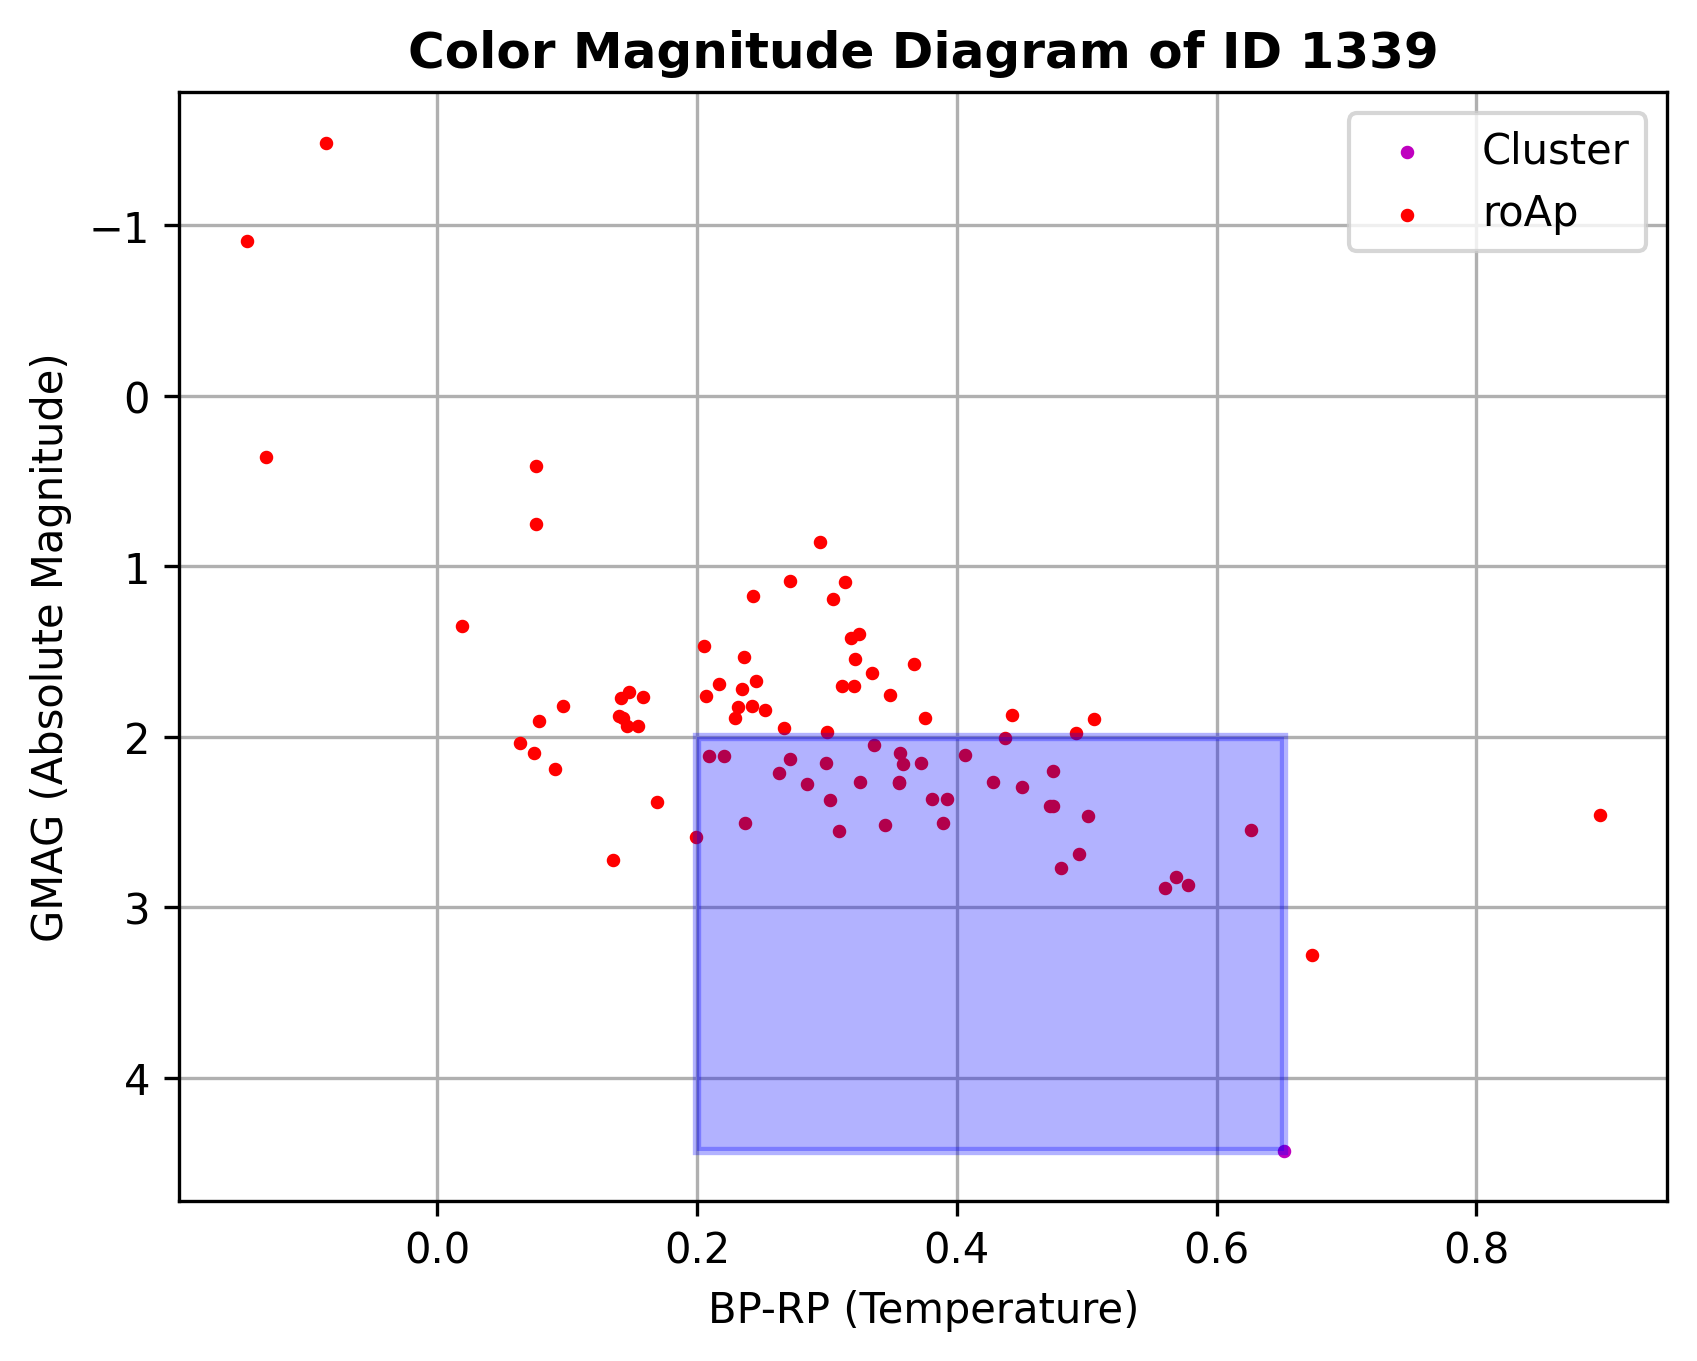 Color Magnitude Diagram of ID 1339
Cluster
roAp
−1
0
1
2
3
4
GMAG (Absolute Magnitude)
0.0 0.2 0.4 0.6 0.8
BP-RP (Temperature)